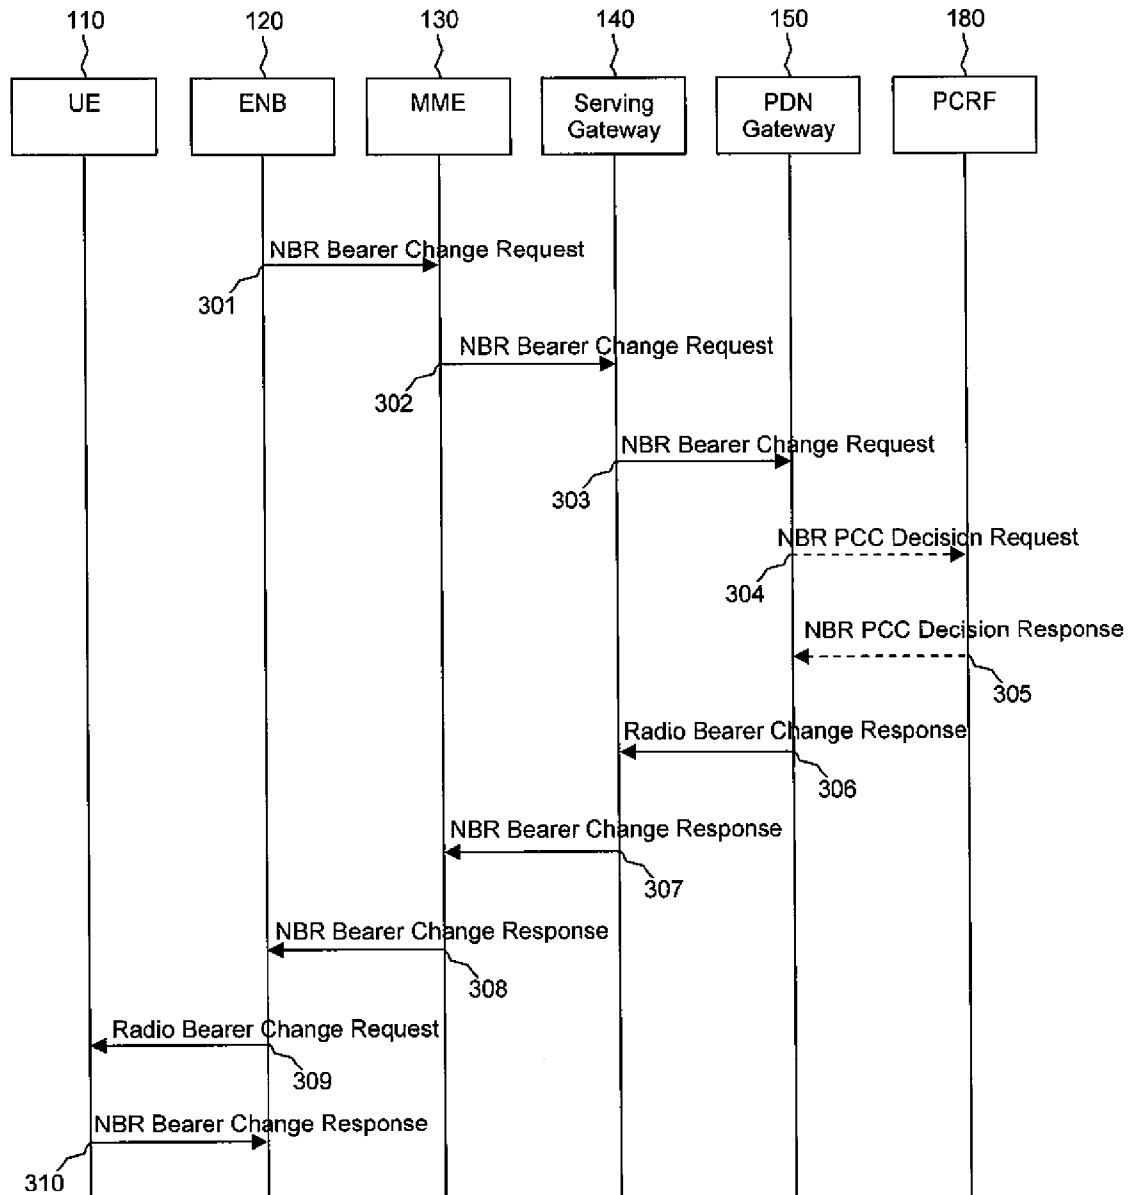 110
120
130
140
150
180
UE
ENB
MME
Serving
Gateway
PDN
Gateway
PCRF
NBR Bearer Change Request
301
NBR Bearer Change Request
302
NBR Bearer Change Request
303
NBR PCC Decision Request
304
NBR PCC Decision Response
305
Radio Bearer Change Response
306
NBR Bearer Change Response
307
NBR Bearer Change Response
308
Radio Bearer Change Request
309
NBR Bearer Change Response
310